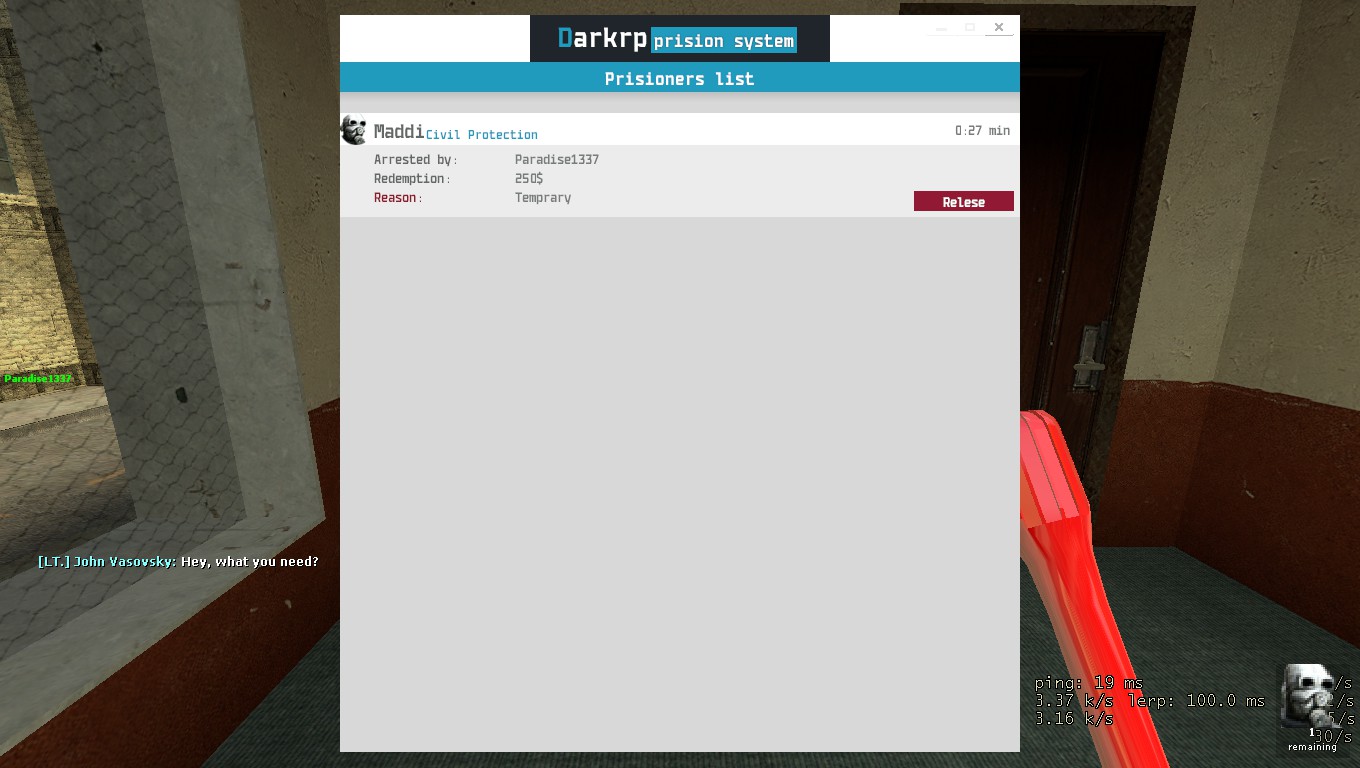 Darkrp prision system
Prisioners list
Maddi Civil Protection
0:27 min
Arrested by: Paradise1337
Redemption: 250$
Reason: Temprary
Relese
Paradise1337
[LT.] John Vasovsky: Hey, what you need?
ping: 19 ms
3.37 k/s lerp: 100.0 ms /s
3.16 k/s /s
30/s
1
remaining